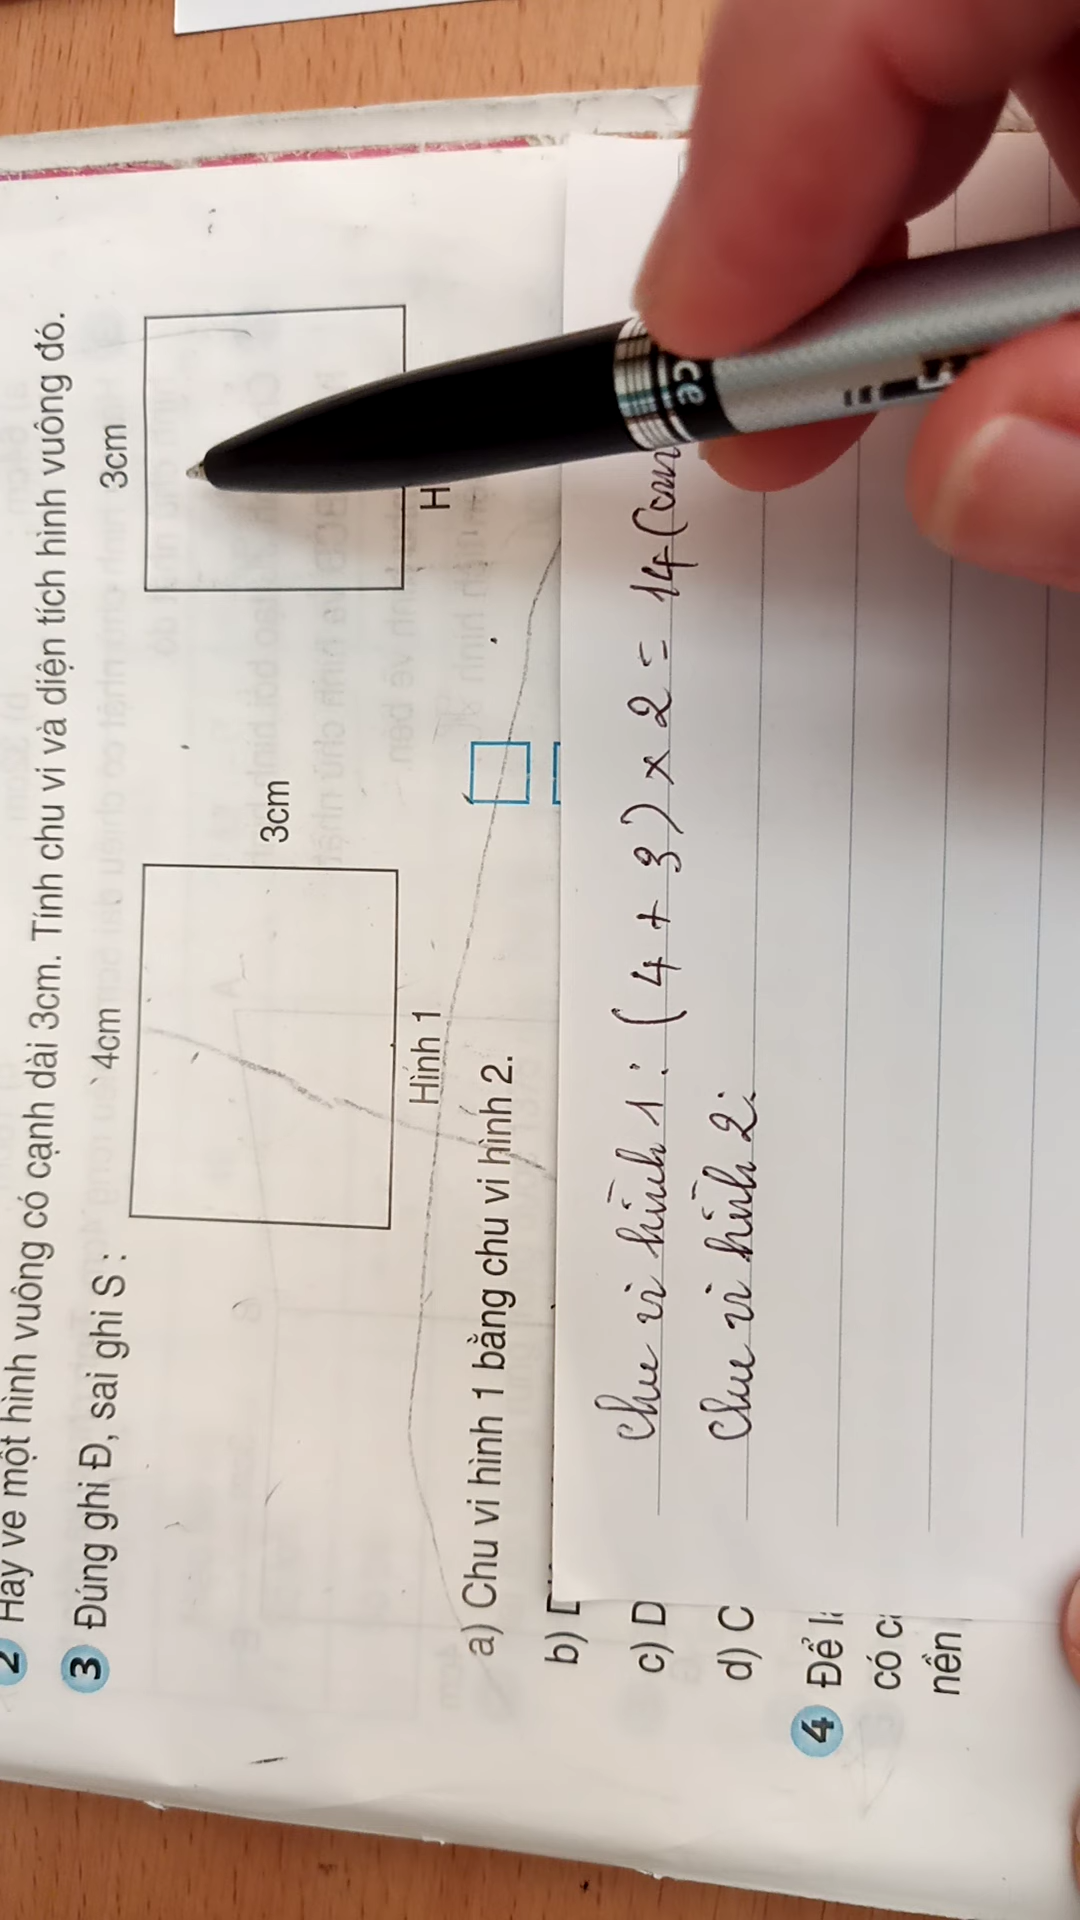 2 Hãy vẽ một hình vuông có cạnh dài 3cm. Tính chu vi và diện tích hình vuông đó.
3 Đúng ghi Đ, sai ghi S :
4cm
3cm
3cm
Hình 1
H
a) Chu vi hình 1 bằng chu vi hình 2.
b)
c) D
d) C
Chu vi hình 1 : (4 + 3) x 2 = 14 (cm
Chu vi hình 2:
4 Để l
có c
nền
ce